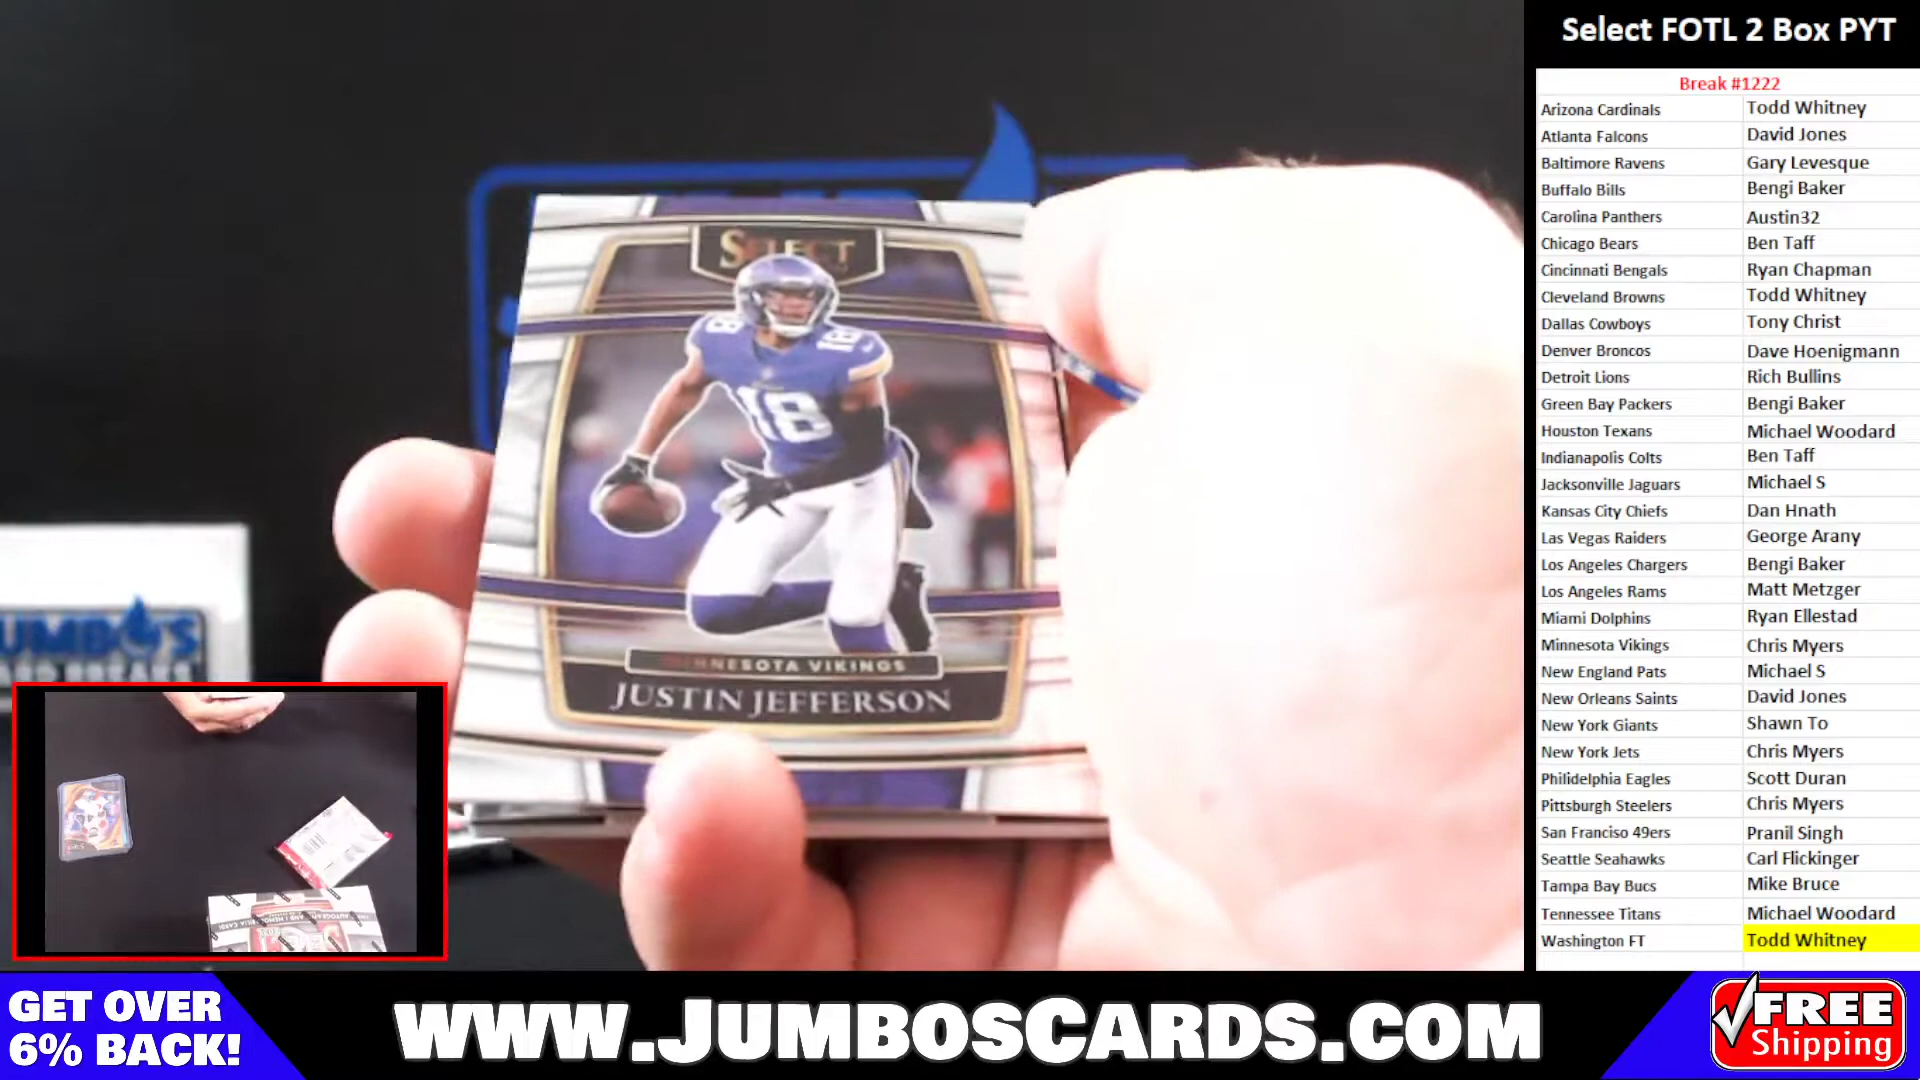 Select FOTL 2 Box PYT
Break #1222
Arizona Cardinals Todd Whitney
Atlanta Falcons David Jones
Baltimore Ravens Gary Levesque
Buffalo Bills Bengi Baker
Carolina Panthers Austin32
Chicago Bears Ben Taff
Cincinnati Bengals Ryan Chapman
Cleveland Browns Todd Whitney
Dallas Cowboys Tony Christ
Denver Broncos Dave Hoenigmann
Detroit Lions Rich Bullins
Green Bay Packers Bengi Baker
Houston Texans Michael Woodard
Indianapolis Colts Ben Taff
Jacksonville Jaguars Michael S
Kansas City Chiefs Dan Hnath
Las Vegas Raiders George Arany
Los Angeles Chargers Bengi Baker
Los Angeles Rams Matt Metzger
Miami Dolphins Ryan Ellestad
Minnesota Vikings Chris Myers
New England Pats Michael S
New Orleans Saints David Jones
New York Giants Shawn To
New York Jets Chris Myers
Philidelphia Eagles Scott Duran
Pittsburgh Steelers Chris Myers
San Franciso 49ers Pranil Singh
Seattle Seahawks Carl Flickinger
Tampa Bay Bucs Mike Bruce
Tennessee Titans Michael Woodard
Washington FT Todd Whitney
SELECT
18
18
18
MINNESOTA VIKINGS
JUSTIN JEFFERSON
JUMBO'S
GET OVER
6% BACK!
WWW.JUMBOSCARDS.COM
FREE
Shipping